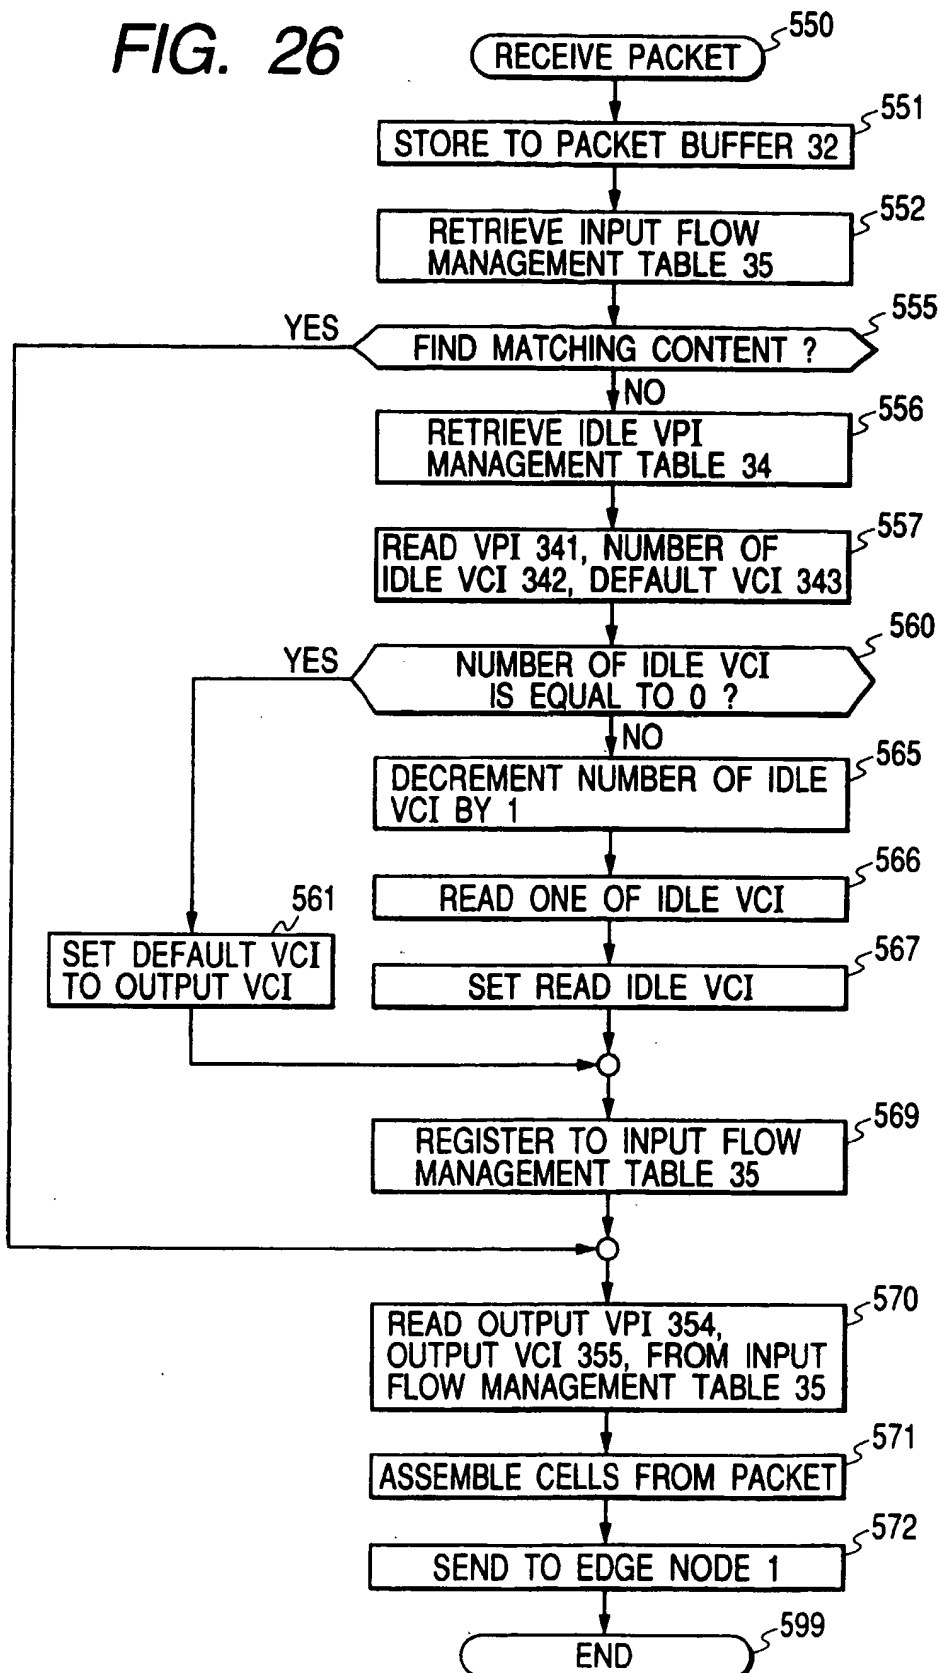 FIG. 26
RECEIVE PACKET
550
551
STORE TO PACKET BUFFER 32
552
RETRIEVE INPUT FLOW
MANAGEMENT TABLE 35
555
YES
FIND MATCHING CONTENT ?
NO
556
RETRIEVE IDLE VPI
MANAGEMENT TABLE 34
557
READ VPI 341, NUMBER OF
IDLE VCI 342, DEFAULT VCI 343
560
YES
NUMBER OF IDLE VCI
IS EQUAL TO 0 ?
NO
565
DECREMENT NUMBER OF IDLE
VCI BY 1
566
READ ONE OF IDLE VCI
561
SET DEFAULT VCI
TO OUTPUT VCI
567
SET READ IDLE VCI
569
REGISTER TO INPUT FLOW
MANAGEMENT TABLE 35
570
READ OUTPUT VPI 354,
OUTPUT VCI 355, FROM INPUT
FLOW MANAGEMENT TABLE 35
571
ASSEMBLE CELLS FROM PACKET
572
SEND TO EDGE NODE 1
599
END